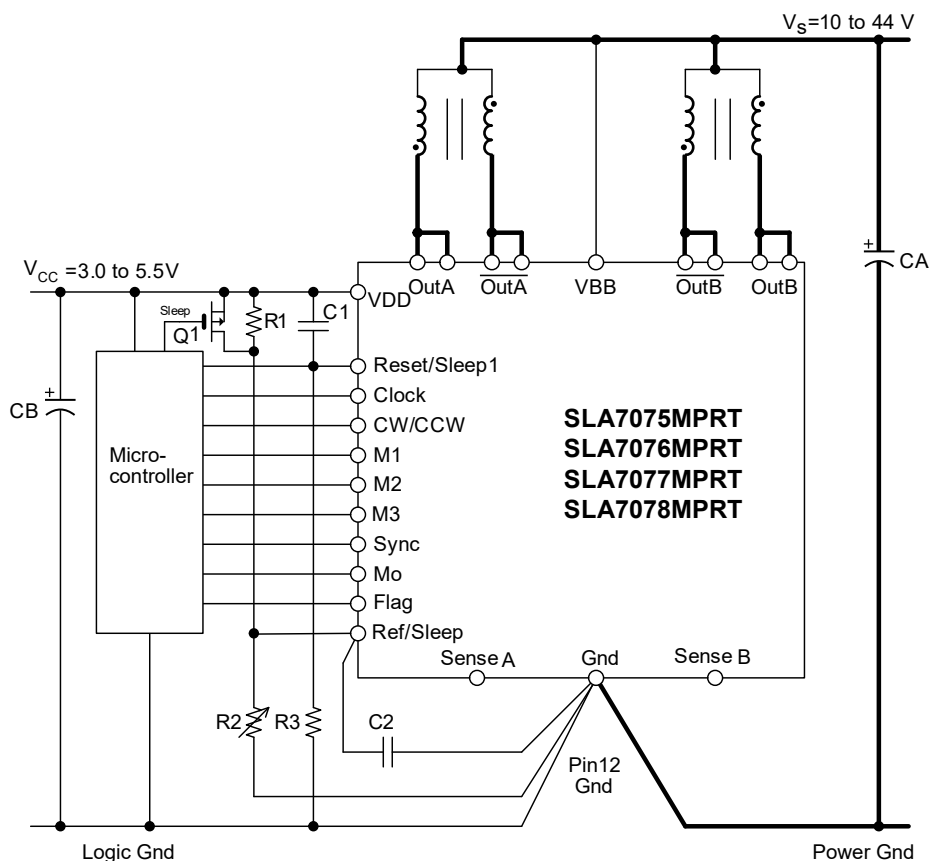 VS=10 to 44 V
CA
VCC =3.0 to 5.5V
OutA
OutA
VBB
OutB
OutB
VDD
Sleep
Q1
R1
C1
Reset/Sleep1
Clock
CB
CW/CCW
SLA7075MPRT
SLA7076MPRT
SLA7077MPRT
SLA7078MPRT
Micro-
controller
M1
M2
M3
Sync
Mo
Flag
Ref/Sleep
Sense A
Gnd
Sense B
R2
R3
C2
Pin12
Gnd
Logic Gnd
Power Gnd